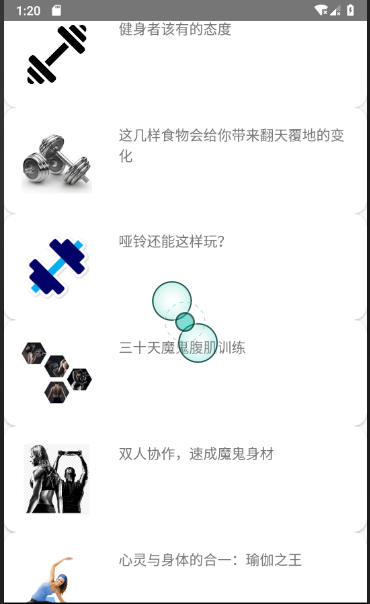 1:20
健身者该有的态度
这几样食物会给你带来翻天覆地的变
化
哑铃还能这样玩？
三十天魔鬼腹肌训练
双人协作，速成魔鬼身材
心灵与身体的合一：瑜伽之王